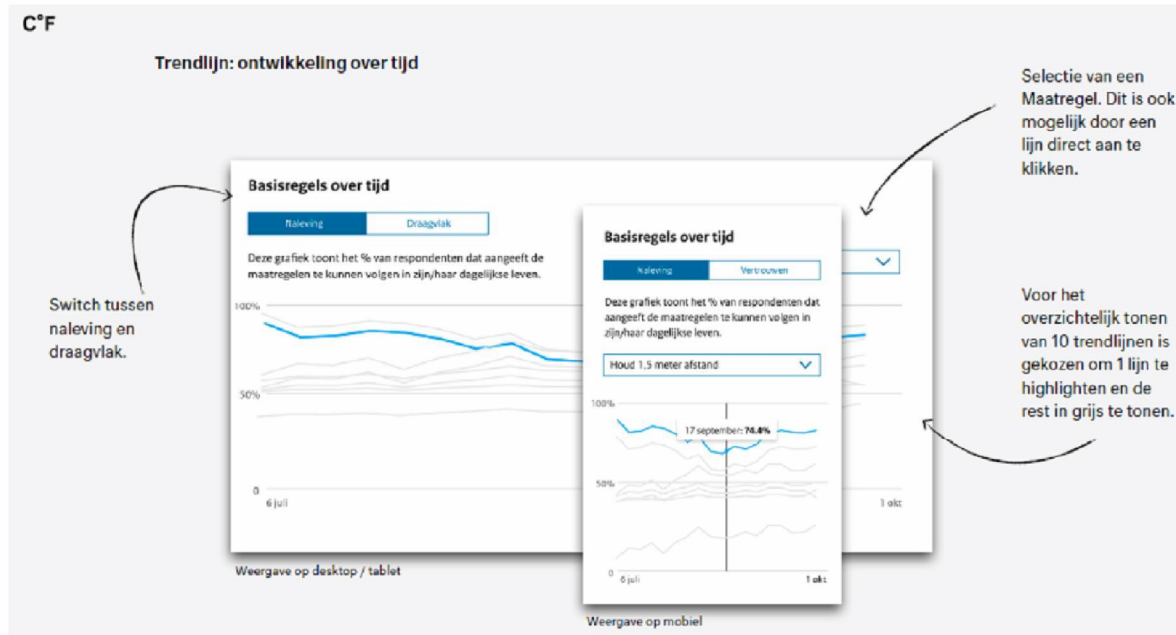 C°F
Trendlijn: ontwikkeling over tijd
Selectie van een
Maatregel. Dit is ook
mogelijk door een
lijn direct aan te
klikken.
Switch tussen
naleving en
draagvlak.
Basisregels over tijd
Naleving
Draagvlak
Deze grafiek toont het % van respondenten dat aangeeft de
maatregelen te kunnen volgen in zijn/haar dagelijkse leven.
100%
50%
0
6 juli
1 okt
Weergave op desktop / tablet
Basisregels over tijd
Naleving
Vertrouwen
Deze grafiek toont het % van respondenten dat
aangeeft de maatregelen te kunnen volgen in
zijn/haar dagelijkse leven.
Houd 1,5 meter afstand
100%
17 september: 74.4%
50%
0
6 juli
1 okt
Weergave op mobiel
Voor het
overzichtelijk tonen
van 10 trendlijnen is
gekozen om 1 lijn te
highlighten en de
rest in grijs te tonen.